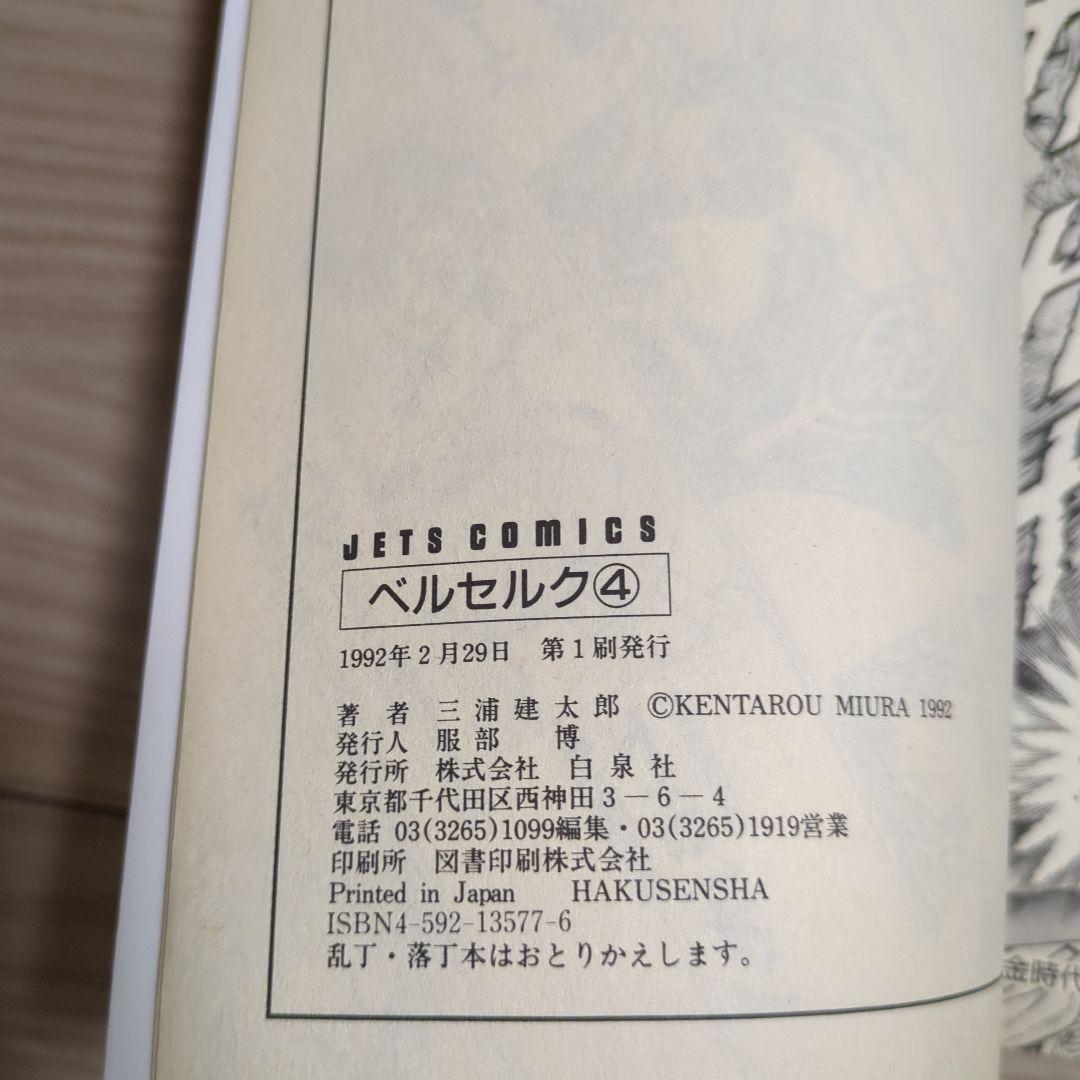 JETS COMICS
ベルセルク④
1992年2月29日 第1刷発行
著者 三浦建太郎 ©KENTAROU MIURA 1992
発行人 服部 博
発行所 株式会社 白泉社
東京都千代田区西神田3-6-4
電話 03(3265)1099編集・03(3265)1919営業
印刷所 図書印刷株式会社
Printed in Japan HAKUSENSHA
ISBN4-592-13577-6
乱丁・落丁本はおとりかえします。
金時代